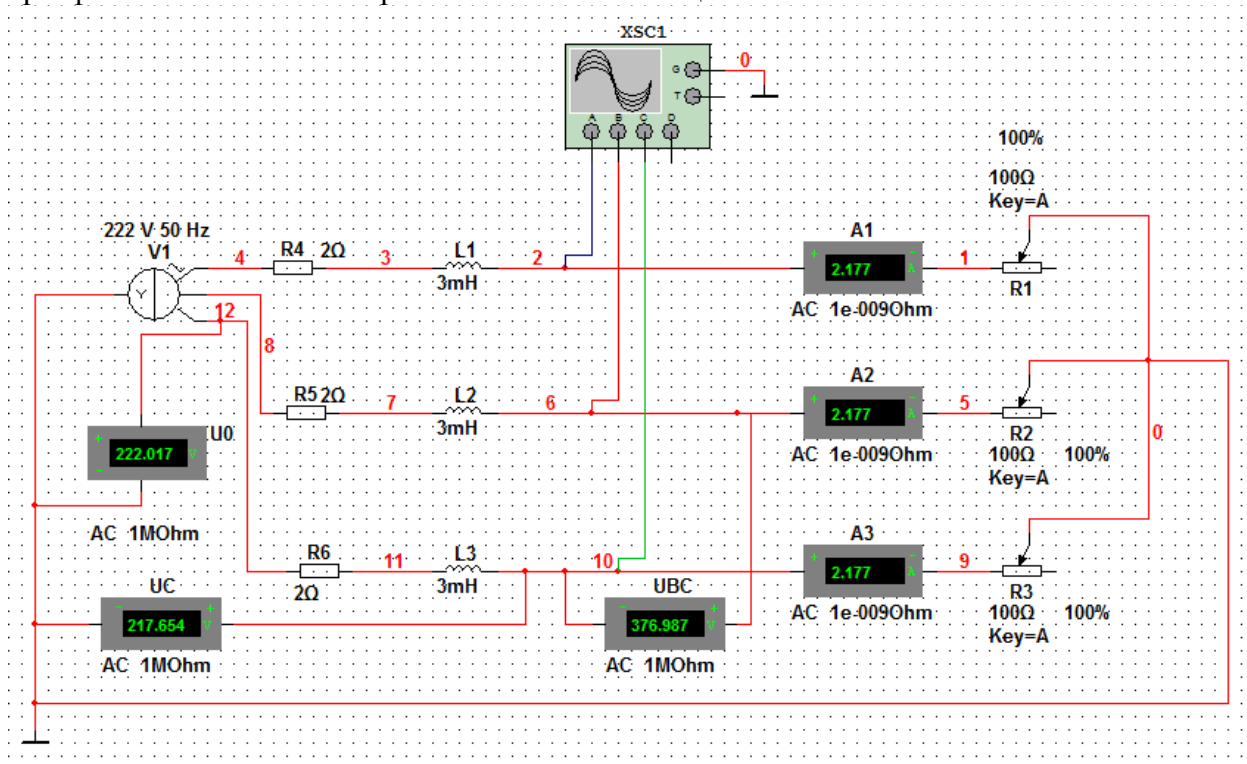 XSC1
G
T
A B C D
0
100%
100Ω
Key=A
R1
222 V 50 Hz
V1
Y
4
R4 2Ω
3
L1
3mH
2
A1
+ -
2.177 A
AC 1e-009Ohm
1
12
8
R5 2Ω
7
L2
3mH
6
A2
+ -
2.177 A
AC 1e-009Ohm
5
R2
100Ω 100%
Key=A
0
U0
+
-
222.017 V
AC 1MOhm
R6
2Ω
11
L3
3mH
10
A3
+ -
2.177 A
AC 1e-009Ohm
9
R3
100Ω 100%
Key=A
UC
- +
217.654 V
AC 1MOhm
UBC
- +
376.987 V
AC 1MOhm